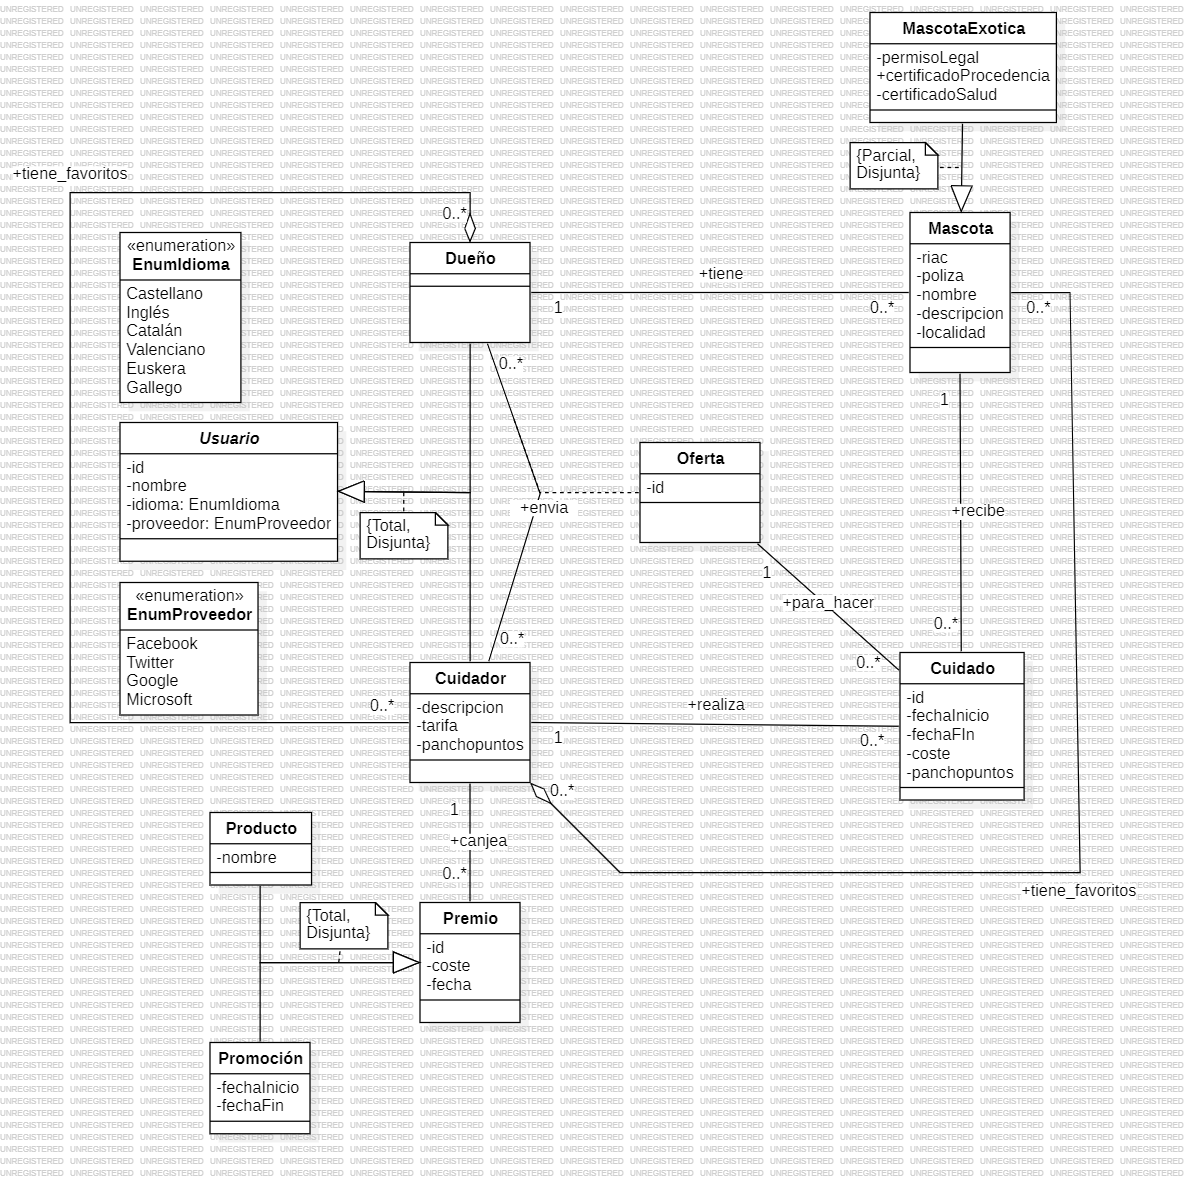 MascotaExotica
-permisoLegal
+certificadoProcedencia
-certificadoSalud
{Parcial,
Disjunta}
+tiene_favoritos
0..*
«enumeration»
EnumIdioma
Castellano
Inglés
Catalán
Valenciano
Euskera
Gallego
Dueño
+tiene
1
0..*
Mascota
-riac
-poliza
-nombre
-descripcion
-localidad
0..*
0..*
1
Usuario
-id
-nombre
-idioma: EnumIdioma
-proveedor: EnumProveedor
{Total,
Disjunta}
+envia
Oferta
-id
+recibe
1
+para_hacer
0..*
0..*
«enumeration»
EnumProveedor
Facebook
Twitter
Google
Microsoft
0..*
0..*
Cuidador
-descripcion
-tarifa
-panchopuntos
+realiza
1
0..*
Cuidado
-id
-fechaInicio
-fechaFIn
-coste
-panchopuntos
0..*
1
+canjea
0..*
+tiene_favoritos
Producto
-nombre
{Total,
Disjunta}
Premio
-id
-coste
-fecha
Promoción
-fechaInicio
-fechaFin
UNREGISTERED